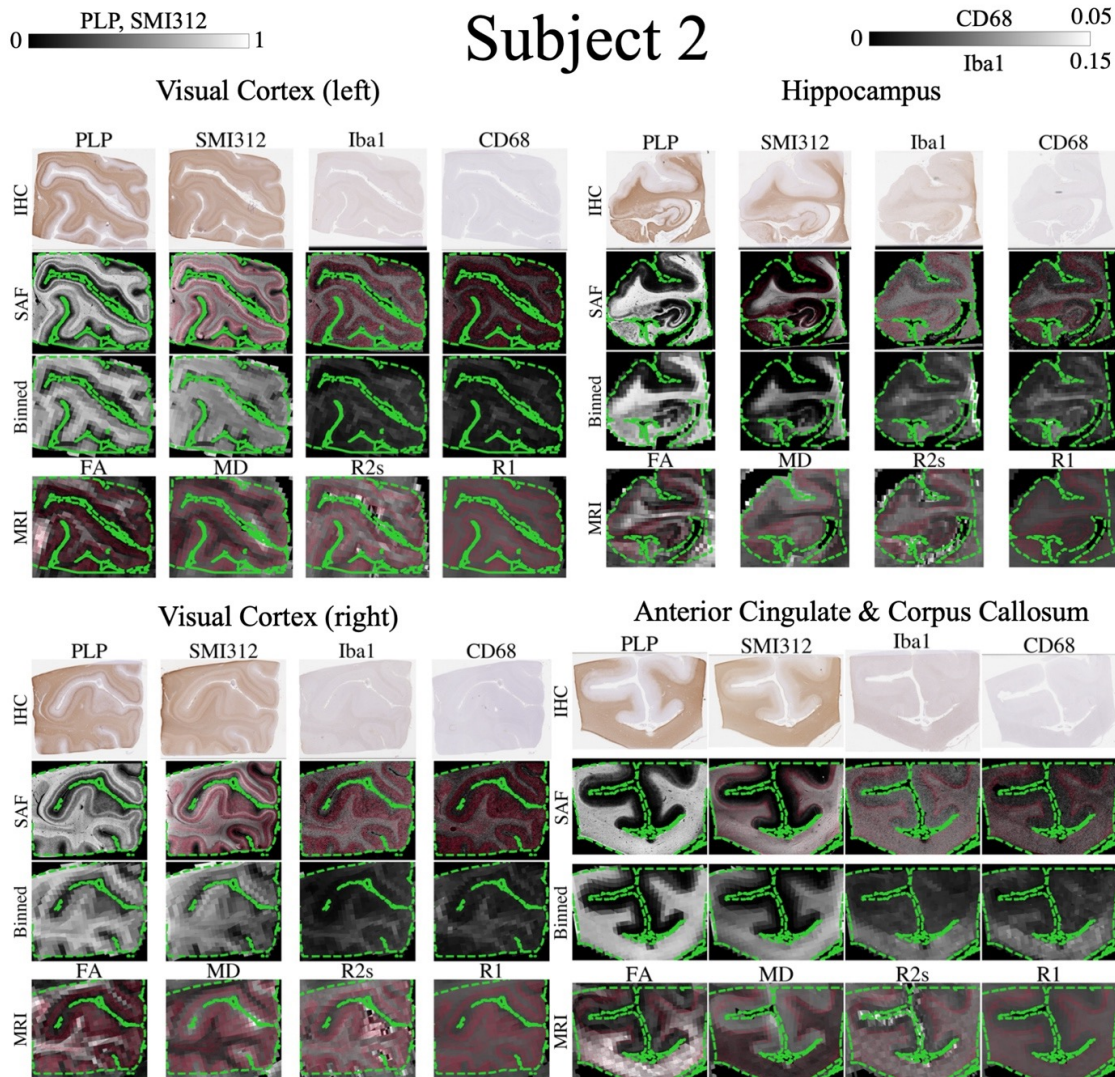 PLP, SMI312
0 1
Subject 2
CD68 0.05
0
Iba1 0.15
Visual Cortex (left)
PLP SMI312 Iba1 CD68
IHC
SAF
Binned
FA MD R2s R1
MRI
Hippocampus
PLP SMI312 Iba1 CD68
IHC
SAF
Binned
FA MD R2s R1
MRI
Visual Cortex (right)
PLP SMI312 Iba1 CD68
IHC
SAF
Binned
FA MD R2s R1
MRI
Anterior Cingulate & Corpus Callosum
PLP SMI312 Iba1 CD68
IHC
SAF
Binned
FA MD R2s R1
MRI